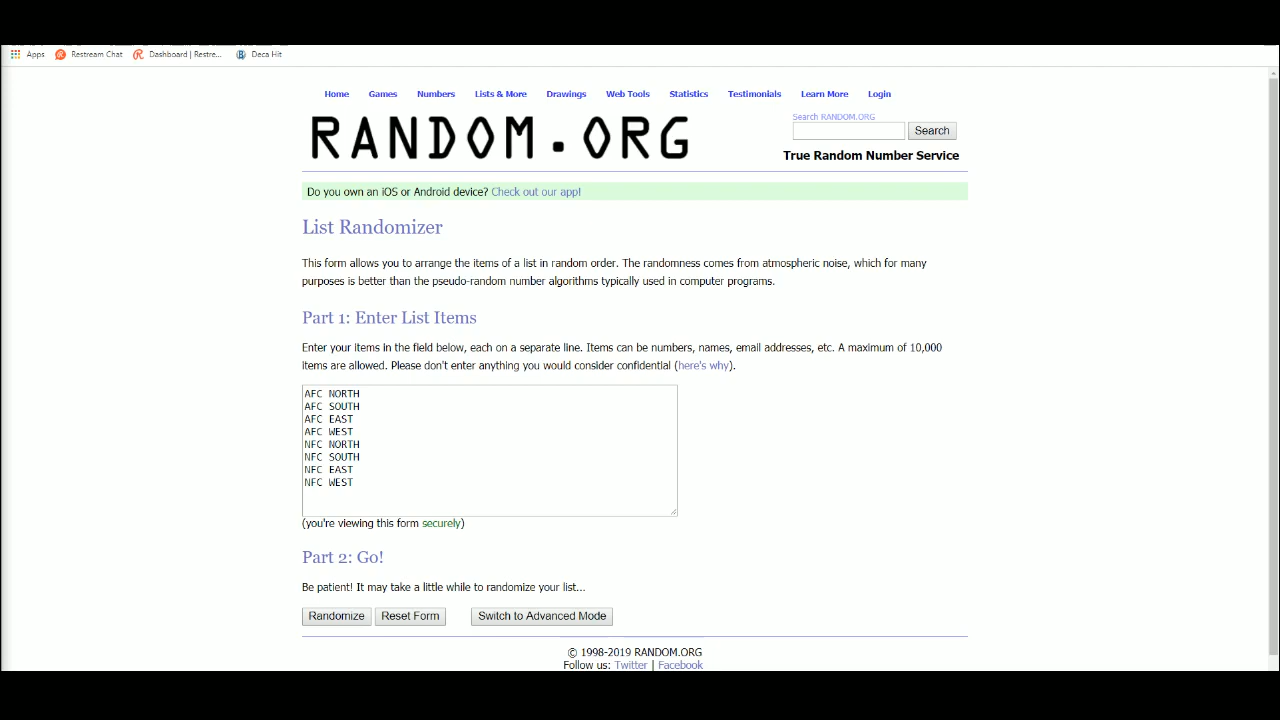 Apps Restream Chat Dashboard | Restre... Deca Hit
Home Games Numbers Lists & More Drawings Web Tools Statistics Testimonials Learn More Login
RANDOM.ORG
Search RANDOM.ORG
Search
True Random Number Service
Do you own an iOS or Android device? Check out our app!
List Randomizer
This form allows you to arrange the items of a list in random order. The randomness comes from atmospheric noise, which for many
purposes is better than the pseudo-random number algorithms typically used in computer programs.
Part 1: Enter List Items
Enter your items in the field below, each on a separate line. Items can be numbers, names, email addresses, etc. A maximum of 10,000
items are allowed. Please don't enter anything you would consider confidential (here's why).
AFC NORTH
AFC SOUTH
AFC EAST
AFC WEST
NFC NORTH
NFC SOUTH
NFC EAST
NFC WEST
(you're viewing this form securely)
Part 2: Go!
Be patient! It may take a little while to randomize your list...
Randomize Reset Form Switch to Advanced Mode
© 1998-2019 RANDOM.ORG
Follow us: Twitter | Facebook